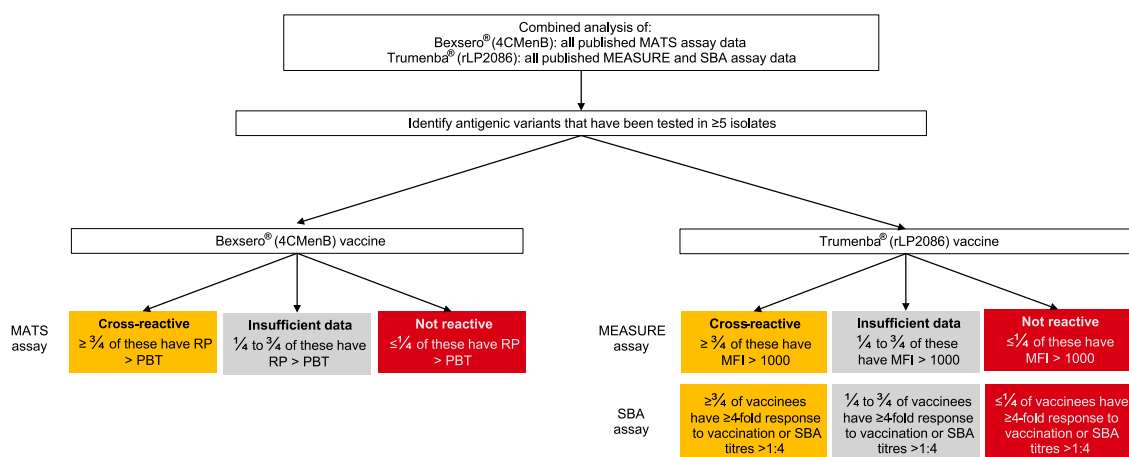 Combined analysis of:
Bexsero® (4CMenB): all published MATS assay data
Trumenba® (rLP2086): all published MEASURE and SBA assay data
Identify antigenic variants that have been tested in ≥5 isolates
Bexsero® (4CMenB) vaccine
Trumenba® (rLP2086) vaccine
MATS
assay
Cross-reactive
≥ ¾ of these have RP
> PBT
Insufficient data
¼ to ¾ of these have
RP > PBT
Not reactive
≤¼ of these have RP
> PBT
MEASURE
assay
Cross-reactive
≥ ¾ of these have
MFI > 1000
Insufficient data
¼ to ¾ of these
have MFI > 1000
Not reactive
≤¼ of these have
MFI > 1000
SBA
assay
≥¾ of vaccinees
have ≥4-fold response
to vaccination or SBA
titres >1:4
¼ to ¾ of vaccinees
have ≥4-fold response
to vaccination or SBA
titres >1:4
≤¼ of vaccinees have
≥4-fold response to
vaccination or SBA
titres >1:4